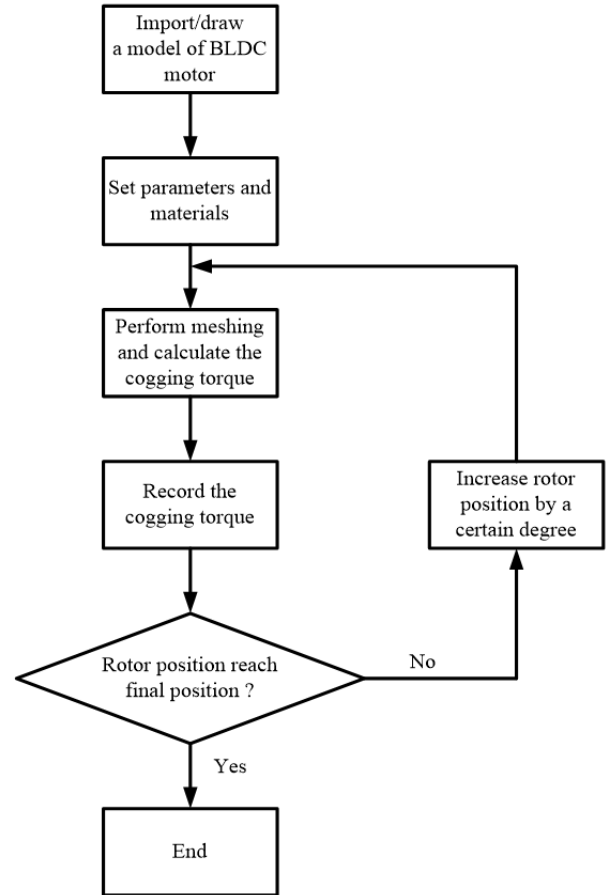 Import/draw
a model of BLDC
motor
Set parameters and
materials
Perform meshing
and calculate the
cogging torque
Record the
cogging torque
Increase rotor
position by a
certain degree
Rotor position reach
final position ?
No
Yes
End